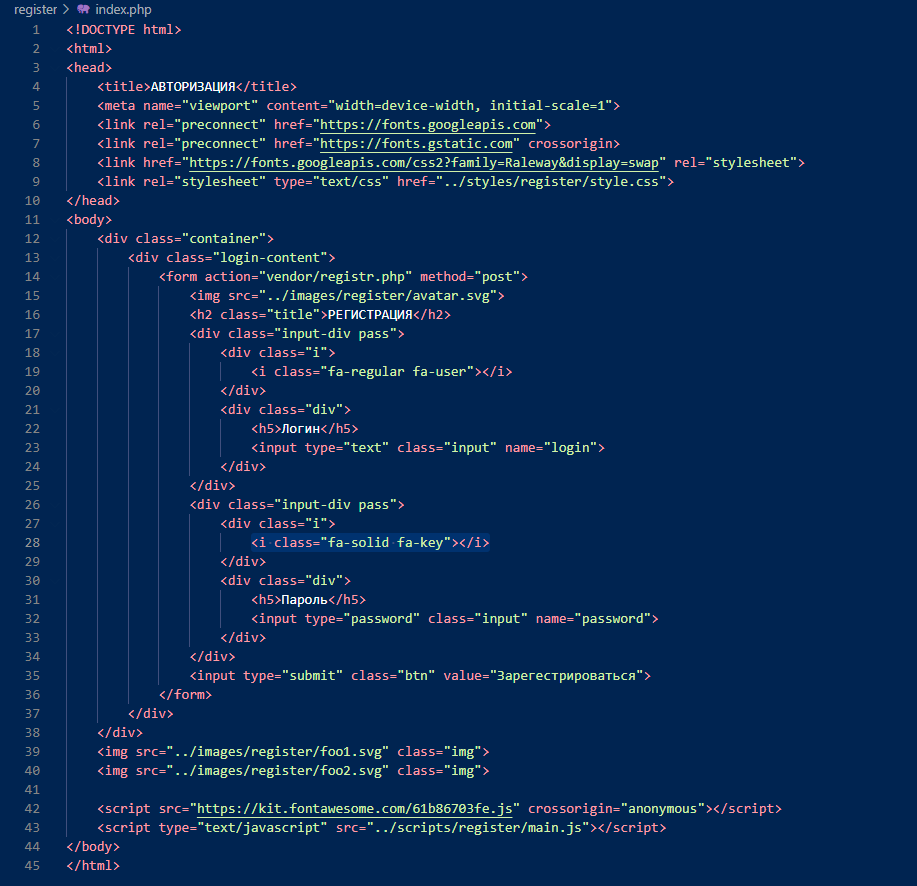 register > index.php
1 <!DOCTYPE html>
2 <html>
3 <head>
4 <title>АВТОРИЗАЦИЯ</title>
5 <meta name="viewport" content="width=device-width, initial-scale=1">
6 <link rel="preconnect" href="https://fonts.googleapis.com">
7 <link rel="preconnect" href="https://fonts.gstatic.com" crossorigin>
8 <link href="https://fonts.googleapis.com/css2?family=Raleway&display=swap" rel="stylesheet">
9 <link rel="stylesheet" type="text/css" href="../styles/register/style.css">
10 </head>
11 <body>
12 <div class="container">
13 <div class="login-content">
14 <form action="vendor/registr.php" method="post">
15 <img src="../images/register/avatar.svg">
16 <h2 class="title">РЕГИСТРАЦИЯ</h2>
17 <div class="input-div pass">
18 <div class="i">
19 <i class="fa-regular fa-user"></i>
20 </div>
21 <div class="div">
22 <h5>Логин</h5>
23 <input type="text" class="input" name="login">
24 </div>
25 </div>
26 <div class="input-div pass">
27 <div class="i">
28 <i class="fa-solid fa-key"></i>
29 </div>
30 <div class="div">
31 <h5>Пароль</h5>
32 <input type="password" class="input" name="password">
33 </div>
34 </div>
35 <input type="submit" class="btn" value="Зарегестрироваться">
36 </form>
37 </div>
38 </div>
39 <img src="../images/register/foo1.svg" class="img">
40 <img src="../images/register/foo2.svg" class="img">
41
42 <script src="https://kit.fontawesome.com/61b86703fe.js" crossorigin="anonymous"></script>
43 <script type="text/javascript" src="../scripts/register/main.js"></script>
44 </body>
45 </html>